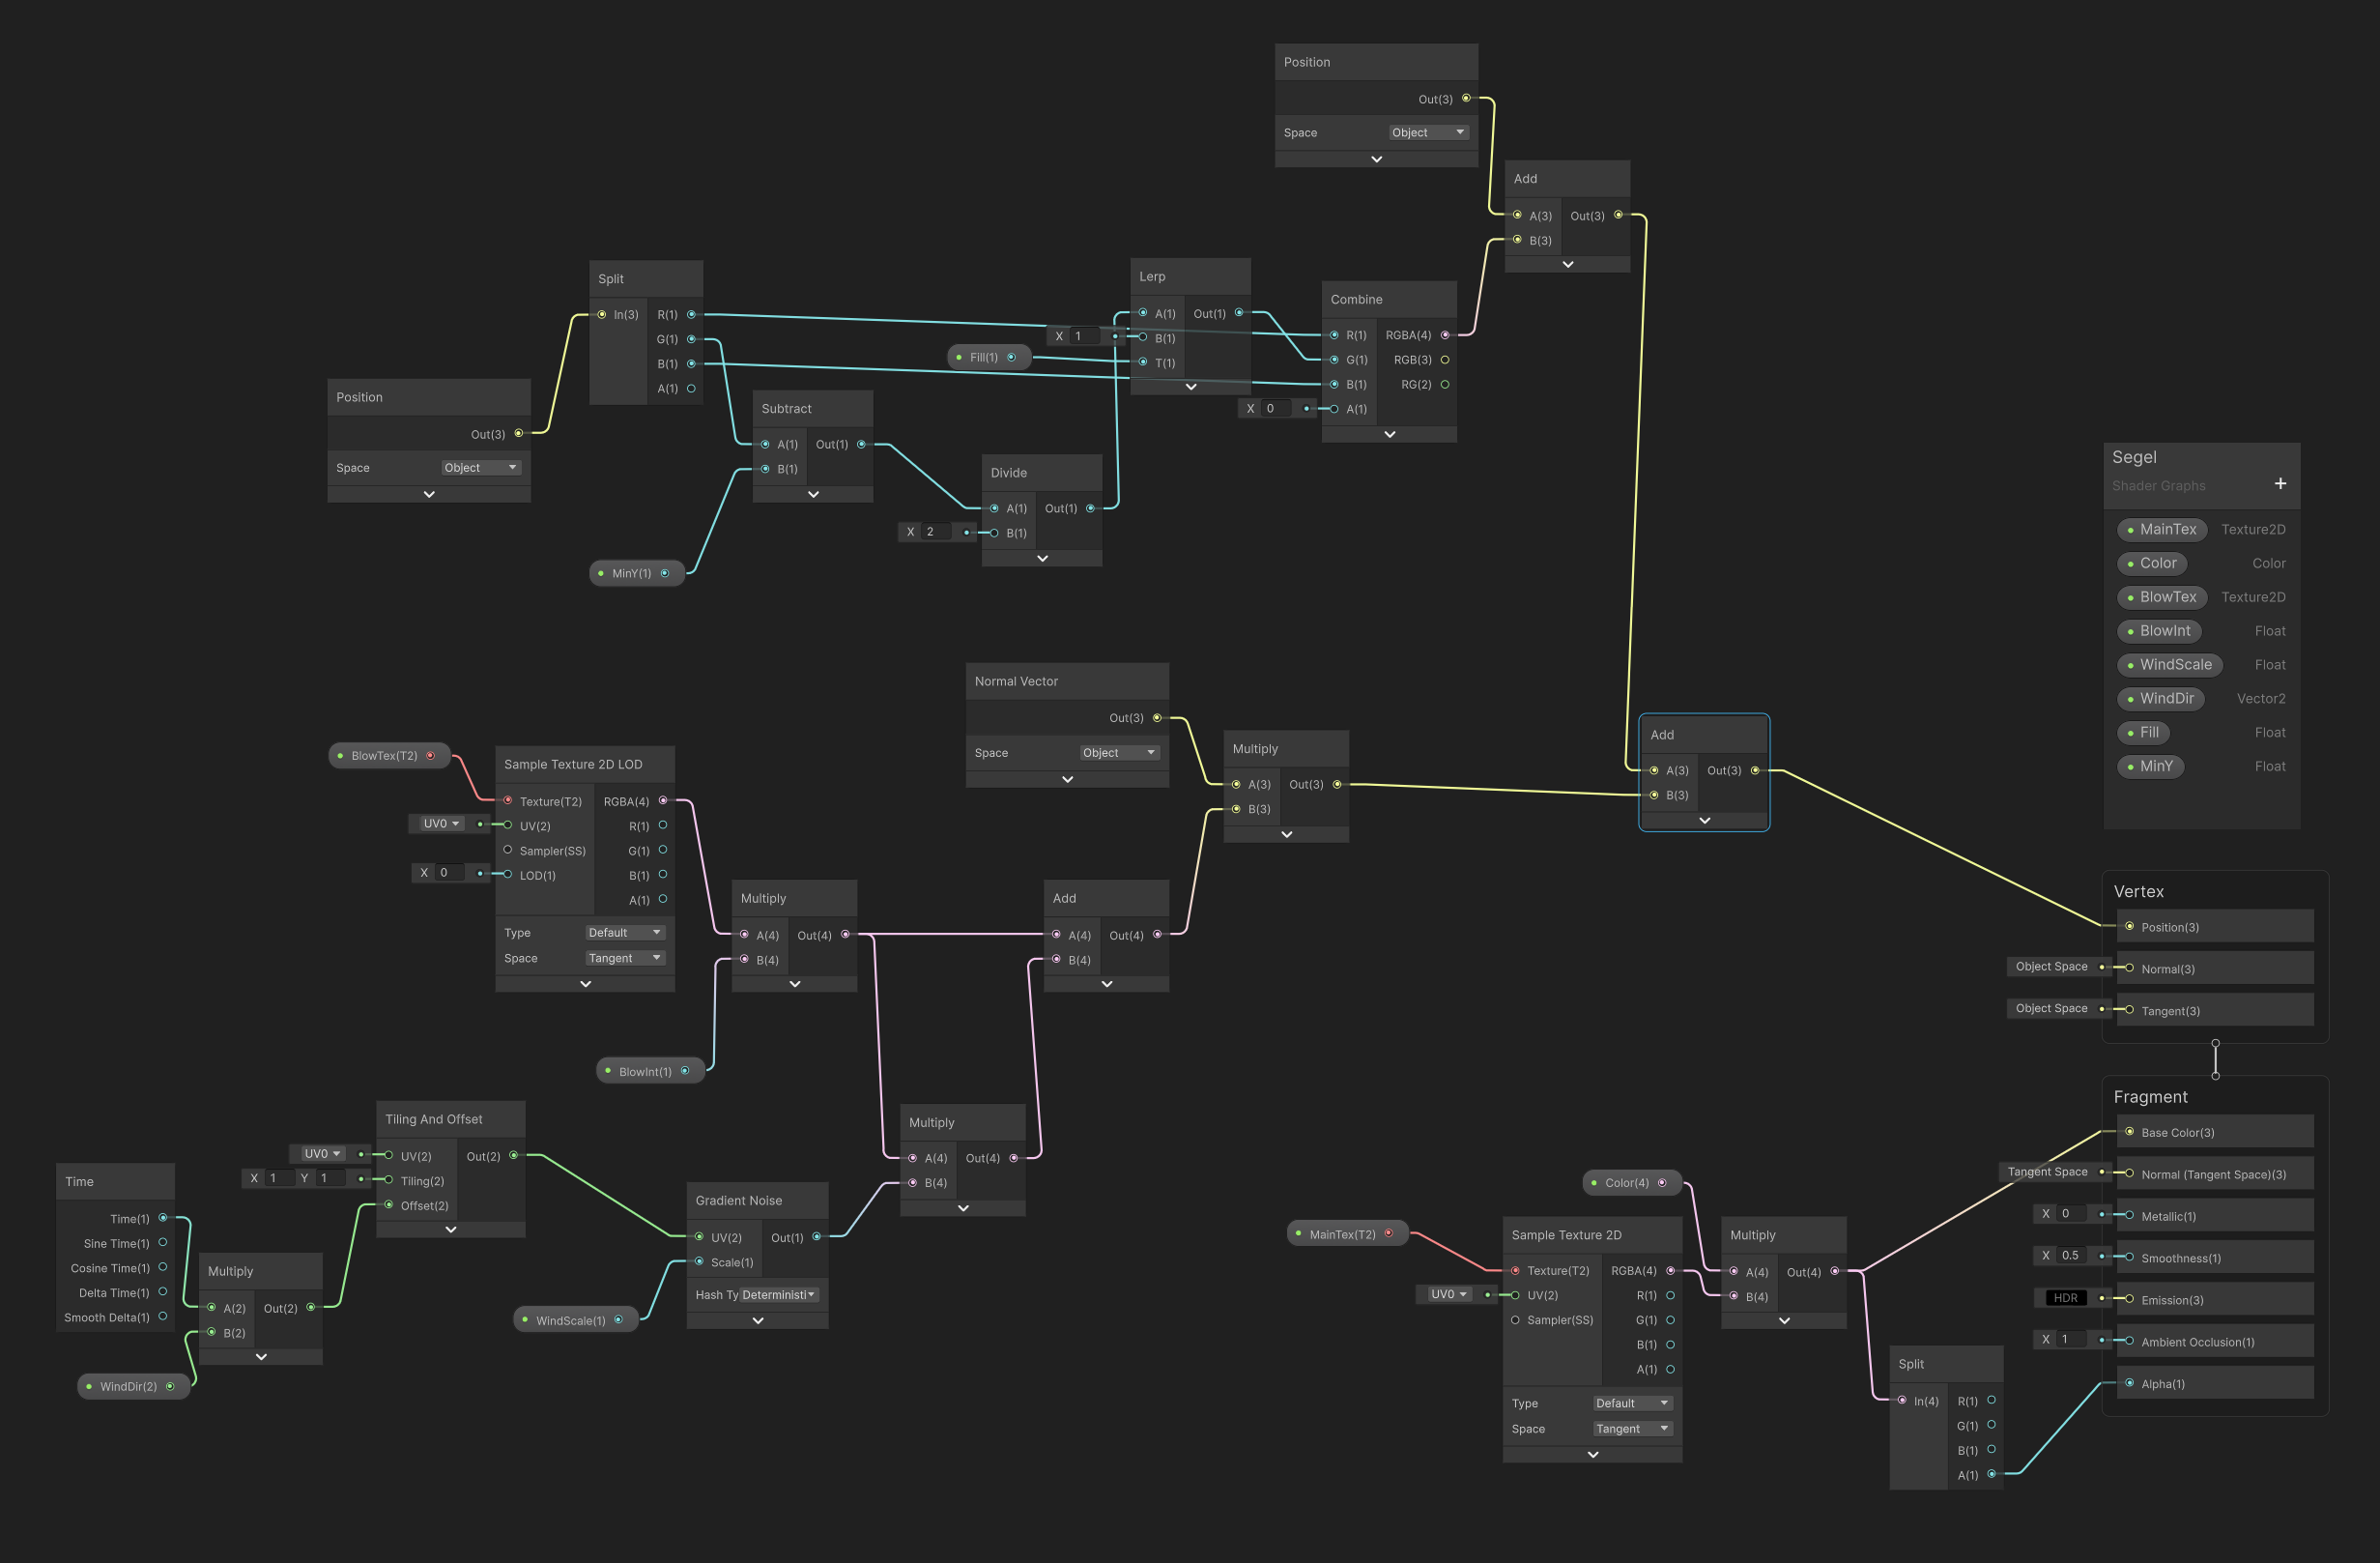 Position
Out(3)
Space Object
Add
A(3) Out(3)
B(3)
Split
In(3) R(1)
G(1)
B(1)
A(1)
Lerp
A(1) Out(1)
X 1 B(1)
T(1)
Fill(1)
Combine
R(1) RGBA(4)
G(1) RGB(3)
B(1) RG(2)
X 0 A(1)
Position
Out(3)
Space Object
Subtract
A(1) Out(1)
B(1)
Divide
A(1) Out(1)
X 2 B(1)
MinY(1)
Segel
Shader Graphs
+
MainTex Texture2D
Color Color
BlowTex Texture2D
BlowInt Float
WindScale Float
WindDir Vector2
Fill Float
MinY Float
Normal Vector
Out(3)
Space Object
Multiply
A(3) Out(3)
B(3)
Add
A(3) Out(3)
B(3)
BlowTex(T2)
Sample Texture 2D LOD
Texture(T2) RGBA(4)
UV0 UV(2) R(1)
Sampler(SS) G(1)
X 0 LOD(1) B(1)
A(1)
Type Default
Space Tangent
Multiply
A(4) Out(4)
B(4)
Add
A(4) Out(4)
B(4)
BlowInt(1)
Vertex
Position(3)
Object Space Normal(3)
Object Space Tangent(3)
Tiling And Offset
UV0 UV(2) Out(2)
X 1 Y 1 Tiling(2)
Offset(2)
Time
Time(1)
Sine Time(1)
Cosine Time(1)
Delta Time(1)
Smooth Delta(1)
Multiply
A(2) Out(2)
B(2)
WindDir(2)
Gradient Noise
UV(2) Out(1)
Scale(1)
Hash Ty Deterministi
WindScale(1)
Multiply
A(4) Out(4)
B(4)
Color(4)
MainTex(T2)
Sample Texture 2D
Texture(T2) RGBA(4)
UV0 UV(2) R(1)
Sampler(SS) G(1)
B(1)
A(1)
Type Default
Space Tangent
Multiply
A(4) Out(4)
B(4)
Split
In(4) R(1)
G(1)
B(1)
A(1)
Fragment
Base Color(3)
Tangent Space Normal (Tangent Space)(3)
X 0 Metallic(1)
X 0.5 Smoothness(1)
HDR Emission(3)
X 1 Ambient Occlusion(1)
Alpha(1)